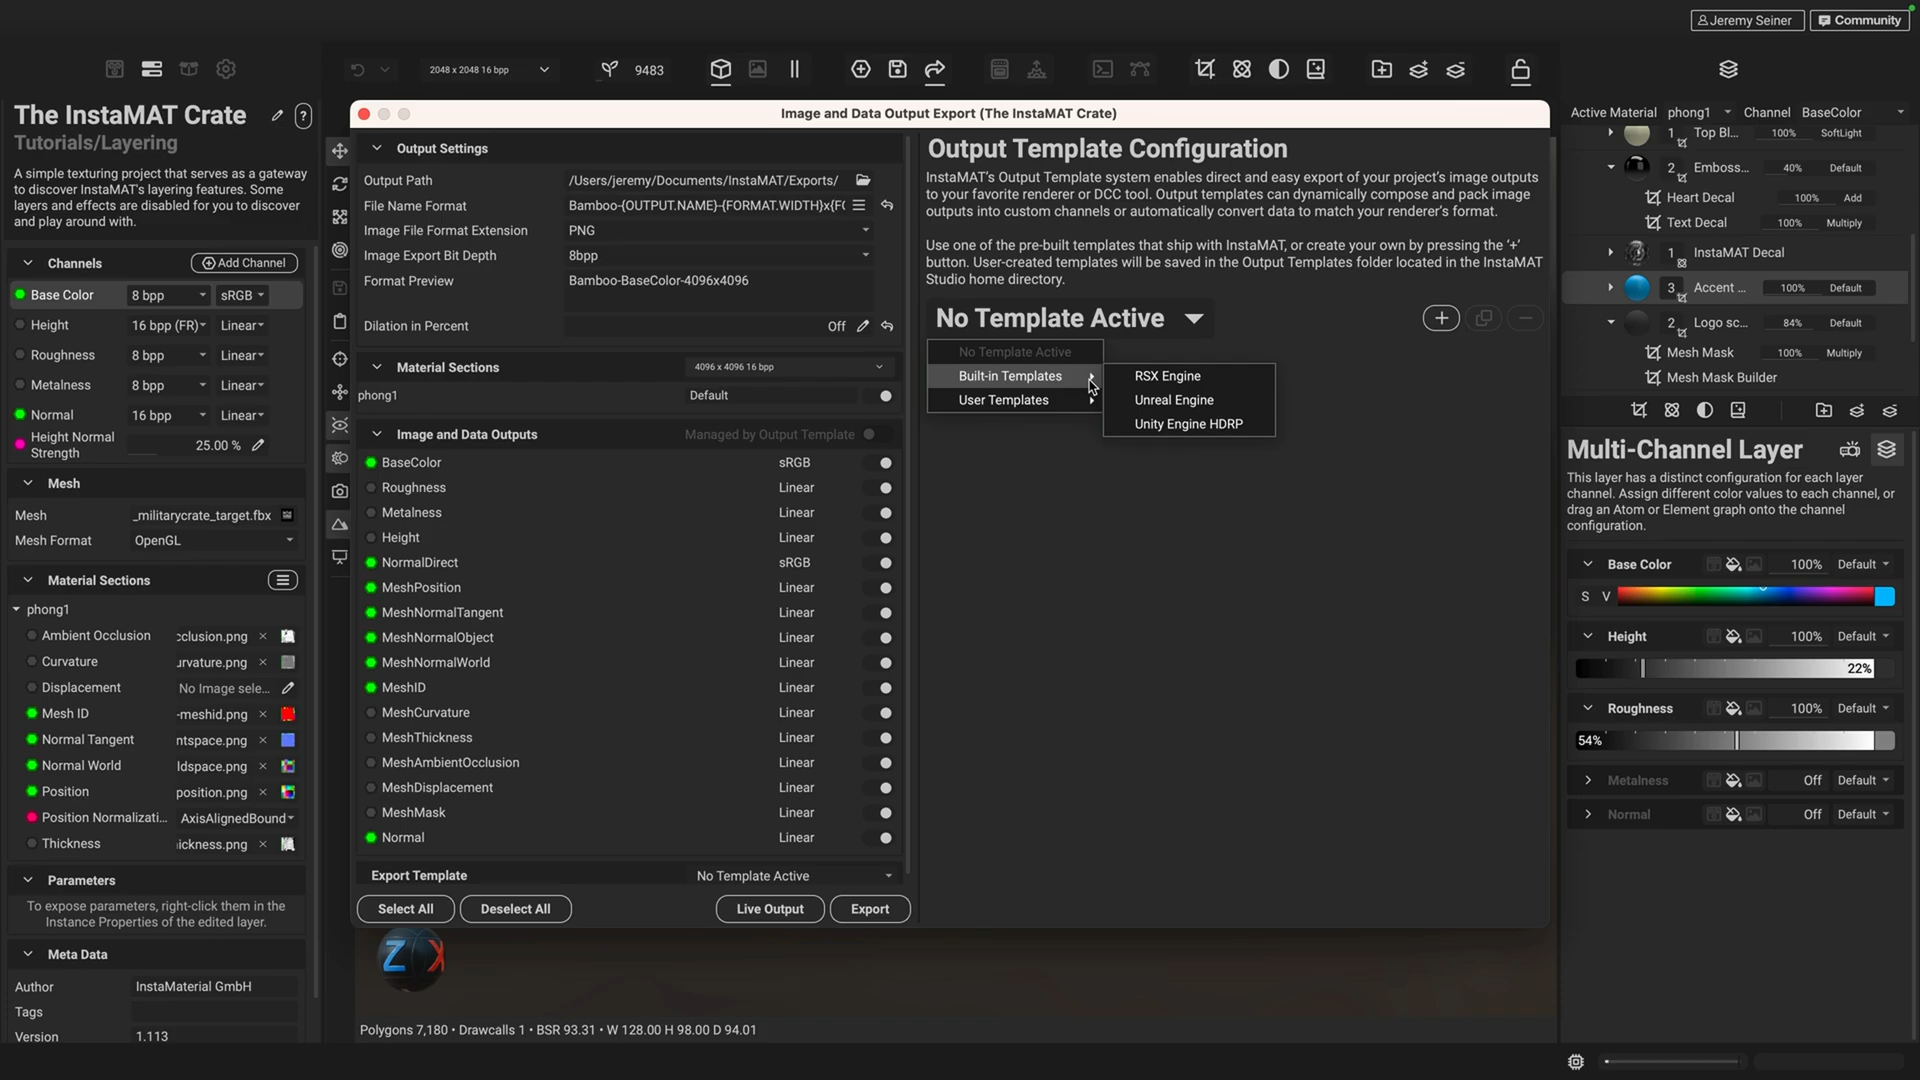 Jeremy Seiner
Community
2048 x 2048 16 bpp
9483
The InstaMAT Crate
?
Tutorials/Layering
A simple texturing project that serves as a gateway
to discover InstaMAT's layering features. Some
layers and effects are disabled for you to discover
and play around with.
Channels
Add Channel
Base Color 8 bpp sRGB
Height 16 bpp (FR) Linear
Roughness 8 bpp Linear
Metalness 8 bpp Linear
Normal 16 bpp Linear
Height Normal
Strength
25.00 %
Mesh
Mesh _militarycrate_target.fbx
Mesh Format OpenGL
Material Sections
phong1
Ambient Occlusion :clusion.png ×
Curvature ırvature.png ×
Displacement No Image sele...
Mesh ID -meshid.png ×
Normal Tangent ntspace.png ×
Normal World ldspace.png ×
Position position.png ×
Position Normalizati... AxisAlignedBound
Thickness ickness.png ×
Parameters
To expose parameters, right-click them in the
Instance Properties of the edited layer.
Meta Data
Author InstaMaterial GmbH
Tags
Version 1.113
Image and Data Output Export (The InstaMAT Crate)
Output Settings
Output Path /Users/jeremy/Documents/InstaMAT/Exports/
File Name Format Bamboo-{OUTPUT.NAME}-{FORMAT.WIDTH}x{F(
Image File Format Extension PNG
Image Export Bit Depth 8bpp
Format Preview Bamboo-BaseColor-4096x4096
Dilation in Percent Off
Material Sections 4096 x 4096 16 bpp
phong1 Default
Image and Data Outputs Managed by Output Template
BaseColor sRGB
Roughness Linear
Metalness Linear
Height Linear
NormalDirect sRGB
MeshPosition Linear
MeshNormalTangent Linear
MeshNormalObject Linear
MeshNormalWorld Linear
MeshID Linear
MeshCurvature Linear
MeshThickness Linear
MeshAmbientOcclusion Linear
MeshDisplacement Linear
MeshMask Linear
Normal Linear
Export Template No Template Active
Select All Deselect All Live Output Export
Output Template Configuration
InstaMAT's Output Template system enables direct and easy export of your project's image outputs
to your favorite renderer or DCC tool. Output templates can dynamically compose and pack image
outputs into custom channels or automatically convert data to match your renderer's format.
Use one of the pre-built templates that ship with InstaMAT, or create your own by pressing the '+'
button. User-created templates will be saved in the Output Templates folder located in the InstaMAT
Studio home directory.
No Template Active
No Template Active
Built-in Templates
User Templates
RSX Engine
Unreal Engine
Unity Engine HDRP
Z X
Polygons 7,180 • Drawcalls 1 • BSR 93.31 • W 128.00 H 98.00 D 94.01
Active Material phong1 Channel BaseColor
1 Top Bl... 100% SoftLight
2 Emboss... 40% Default
Heart Decal 100% Add
Text Decal 100% Multiply
1 InstaMAT Decal
3 Accent ... 100% Default
2 Logo sc... 84% Default
Mesh Mask 100% Multiply
Mesh Mask Builder
Multi-Channel Layer
This layer has a distinct configuration for each layer
channel. Assign different color values to each channel, or
drag an Atom or Element graph onto the channel
configuration.
Base Color 100% Default
S V
Height 100% Default
22%
Roughness 100% Default
54%
Metalness Off Default
Normal Off Default